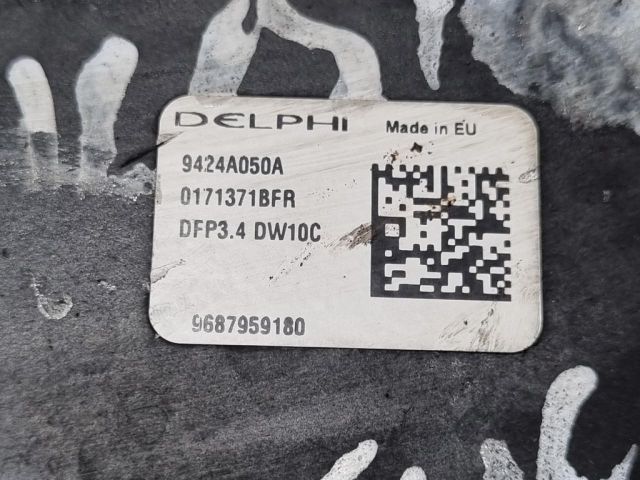 DELPHI Made in EU
9424A050A
0171371BFR
DFP3.4 DW10C
9687959180